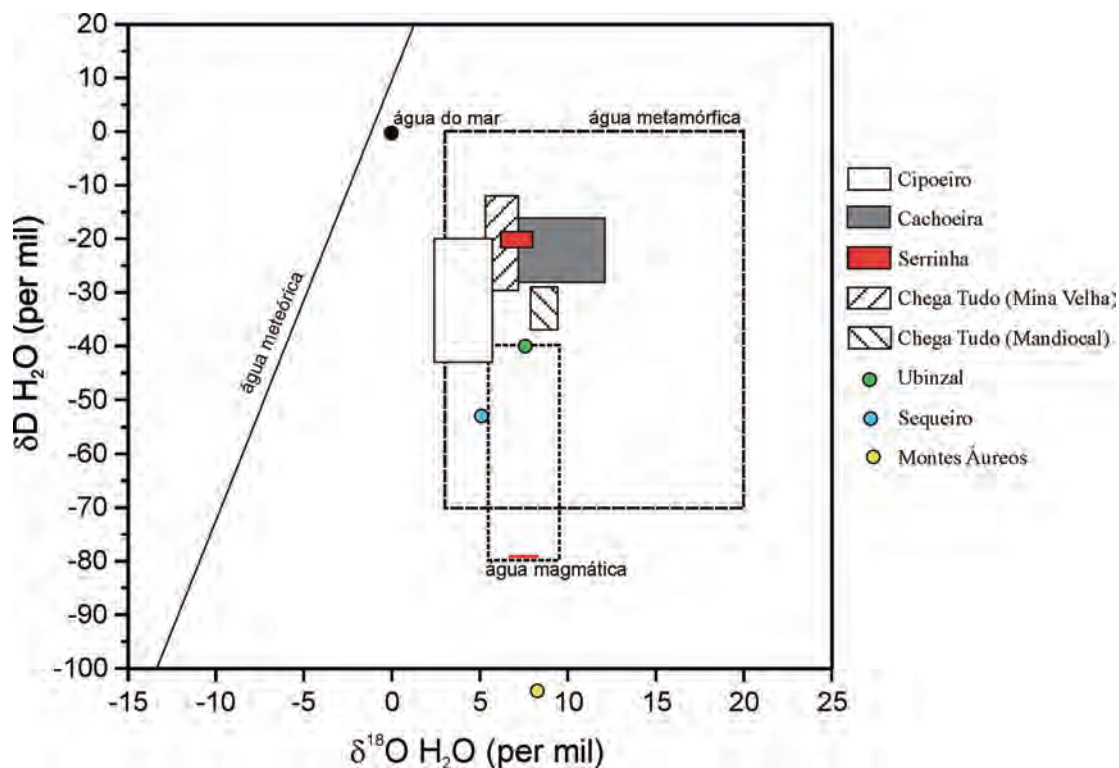 20
10
0
-10
-20
-30
-40
-50
-60
-70
-80
-90
-100
δD H₂O (per mil)
água do mar
água metamórfica
água meteórica
água magmática
-15
-10
-5
0
5
10
15
20
25
δ¹⁸O H₂O (per mil)
Cipoeiro
Cachoeira
Serrinha
Chega Tudo (Mina Velha)
Chega Tudo (Mandiocal)
Ubinzal
Sequeiro
Montes Áureos